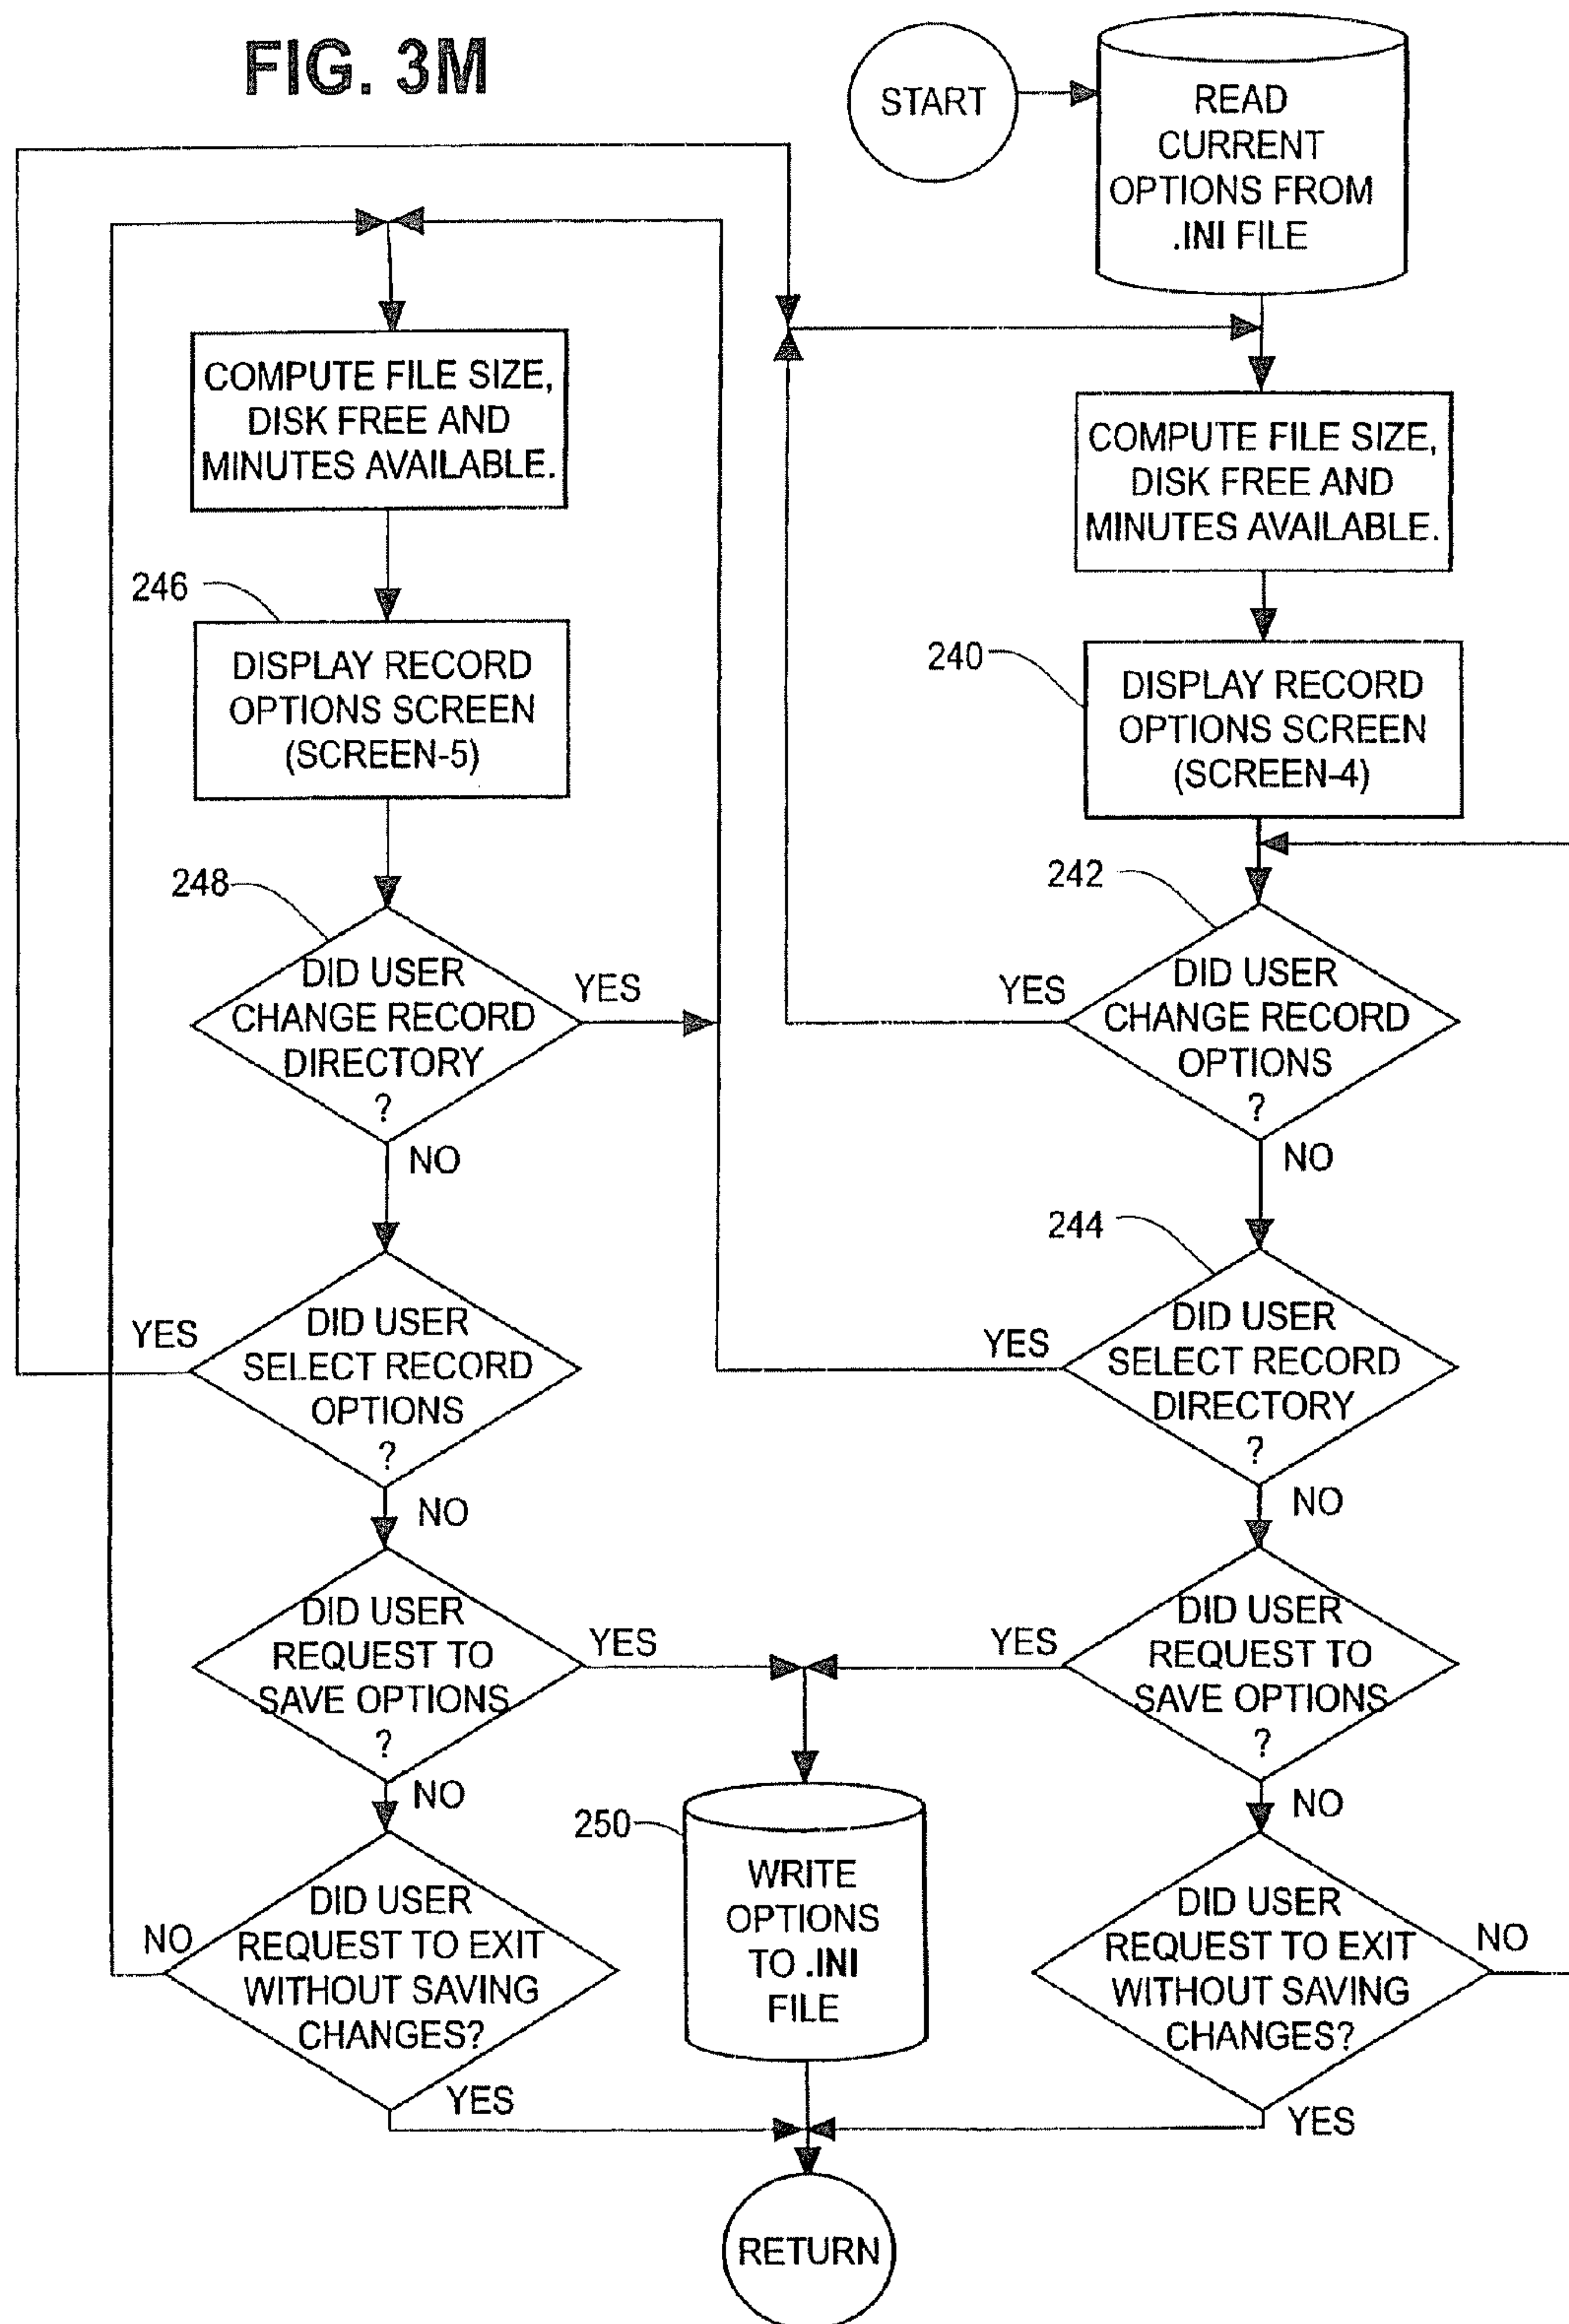 FIG. 3M
START
READ
CURRENT
OPTIONS FROM
.INI FILE
COMPUTE FILE SIZE,
DISK FREE AND
MINUTES AVAILABLE.
240
DISPLAY RECORD
OPTIONS SCREEN
(SCREEN-4)
242
DID USER
CHANGE RECORD
OPTIONS
?
YES
NO
244
DID USER
SELECT RECORD
DIRECTORY
?
YES
NO
DID USER
REQUEST TO
SAVE OPTIONS
?
YES
NO
DID USER
REQUEST TO EXIT
WITHOUT SAVING
CHANGES?
NO
YES
COMPUTE FILE SIZE,
DISK FREE AND
MINUTES AVAILABLE.
246
DISPLAY RECORD
OPTIONS SCREEN
(SCREEN-5)
248
DID USER
CHANGE RECORD
DIRECTORY
?
YES
NO
DID USER
SELECT RECORD
OPTIONS
?
YES
NO
DID USER
REQUEST TO
SAVE OPTIONS
?
YES
NO
DID USER
REQUEST TO EXIT
WITHOUT SAVING
CHANGES?
NO
YES
250
WRITE
OPTIONS
TO .INI
FILE
RETURN